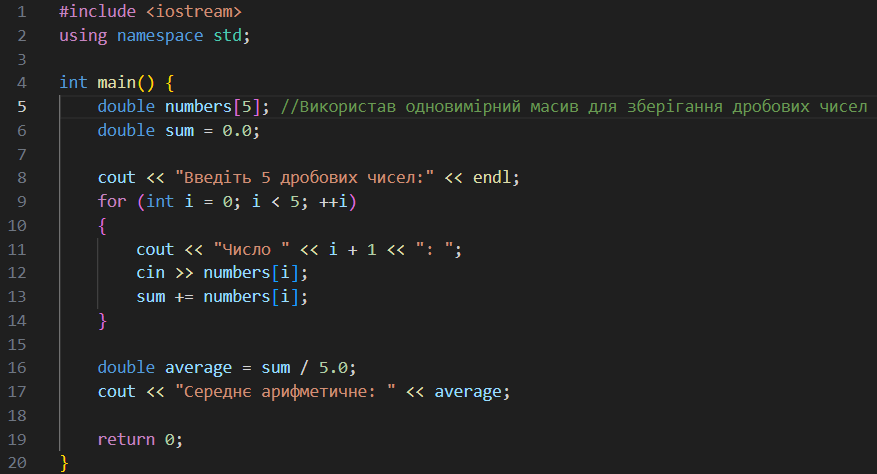 1 #include <iostream>
2 using namespace std;
3
4 int main() {
5 double numbers[5]; //Використав одновимірний масив для зберігання дробових чисел
6 double sum = 0.0;
7
8 cout << "Введіть 5 дробових чисел:" << endl;
9 for (int i = 0; i < 5; ++i)
10 {
11 cout << "Число " << i + 1 << ": ";
12 cin >> numbers[i];
13 sum += numbers[i];
14 }
15
16 double average = sum / 5.0;
17 cout << "Середнє арифметичне: " << average;
18
19 return 0;
20 }